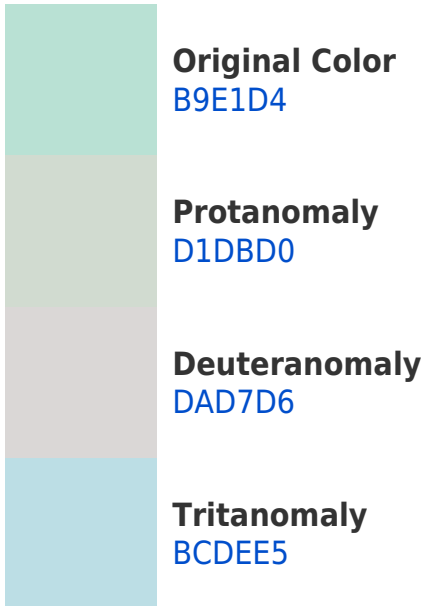 Original Color
B9E1D4
Protanomaly
D1DBD0
Deuteranomaly
DAD7D6
Tritanomaly
BCDEE5